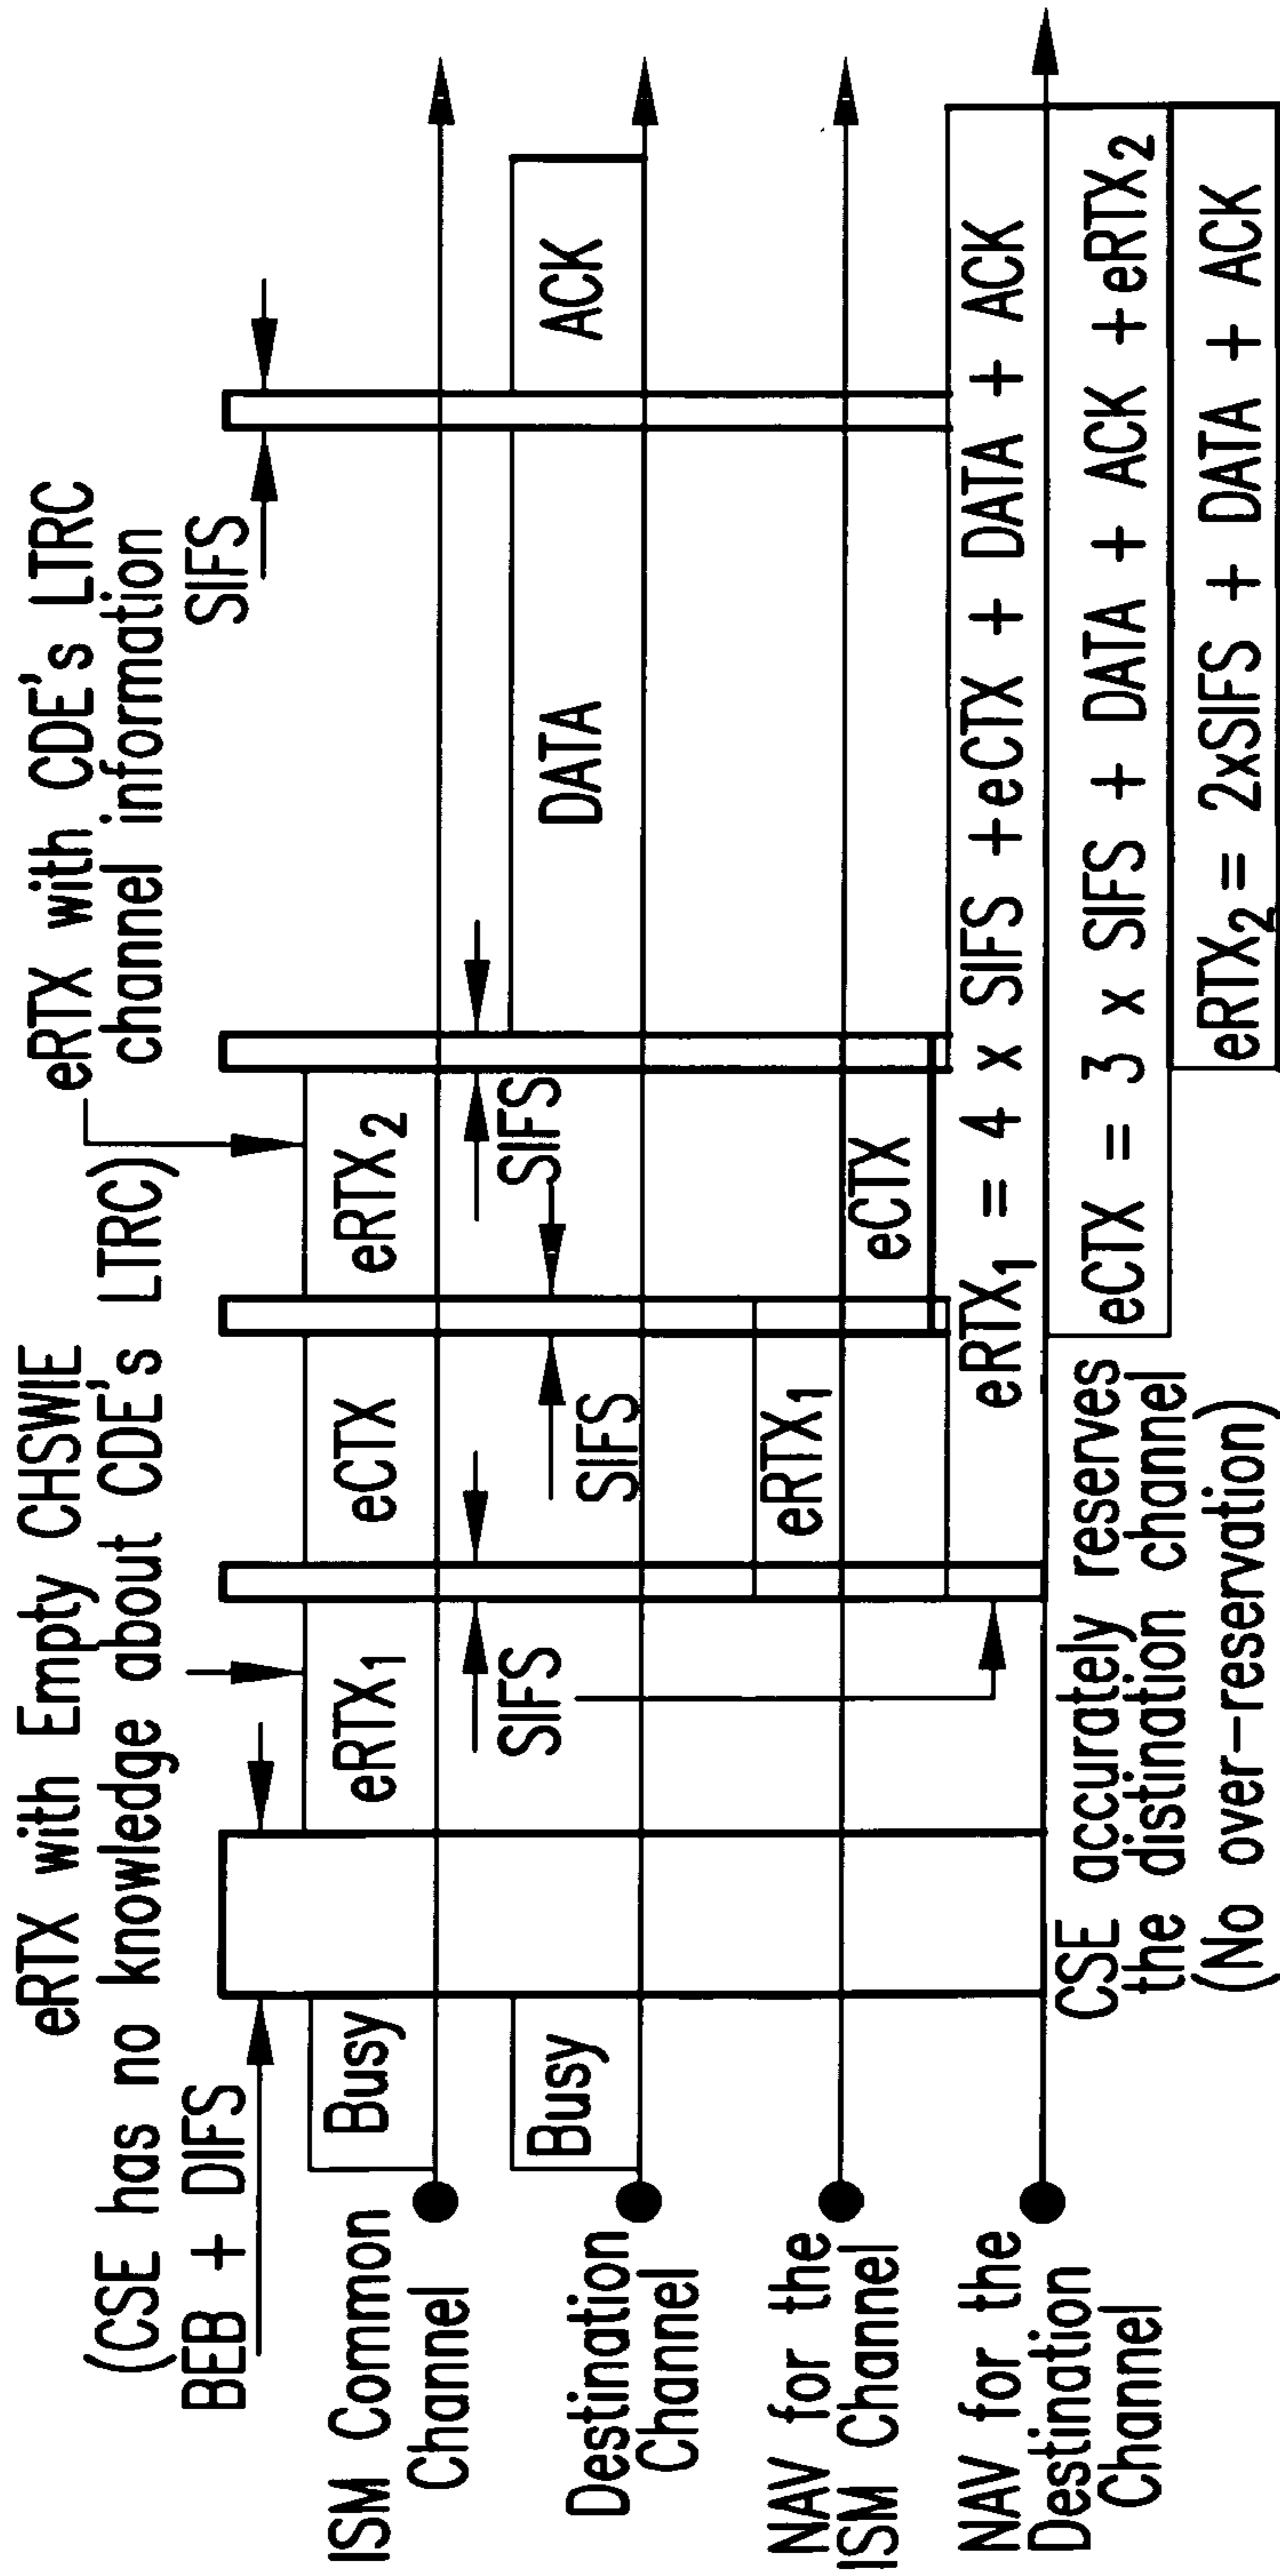 eRTX with Empty CHSWIE
(CSE has no knowledge about CDE's LTRC)
eRTX with CDE's LTRC
channel information
BEB + DIFS
SIFS
ISM Common
Channel
Busy
eRTX1
SIFS
eCTX
eRTX2
SIFS
Destination
Channel
Busy
SIFS
DATA
ACK
NAV for the
ISM Channel
eRTX1
eCTX
NAV for the
Destination
Channel
eRTX1 = 4 x SIFS +eCTX + DATA + ACK
eCTX = 3 x SIFS + DATA + ACK +eRTX2
eRTX2 = 2xSIFS + DATA + ACK
CSE accurately reserves
the distination channel
(No over-reservation)